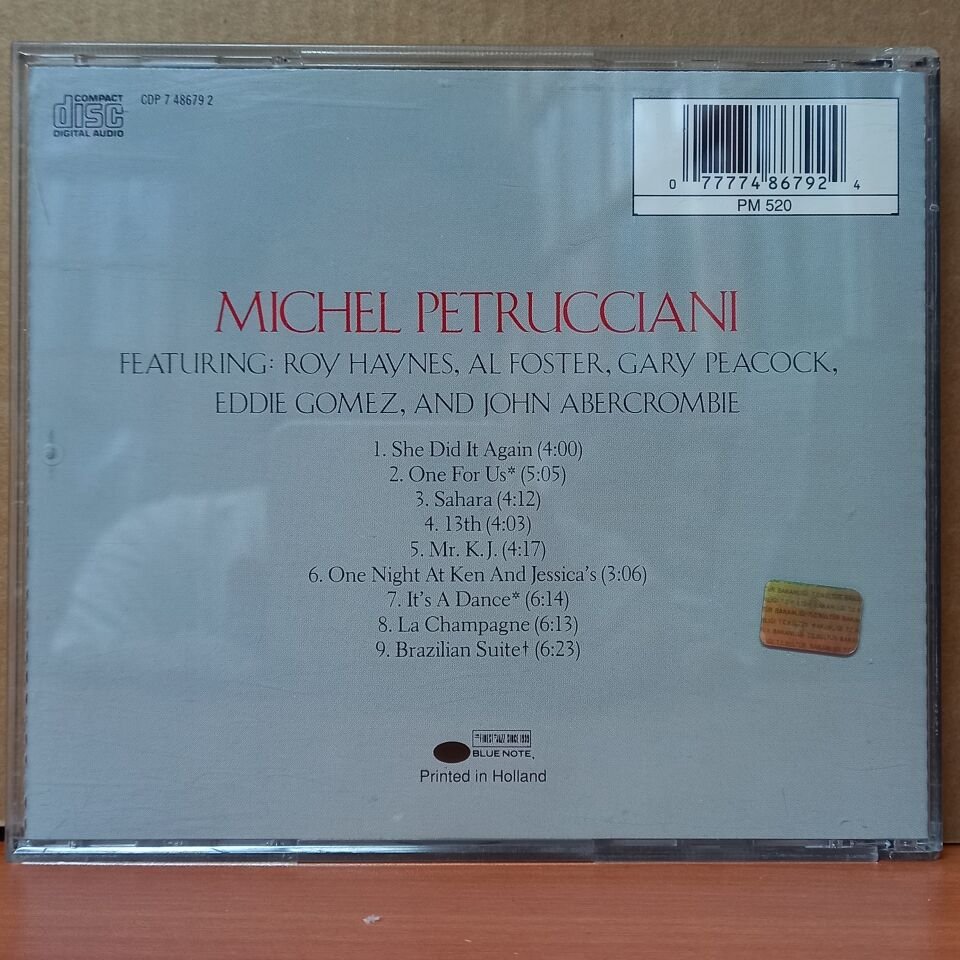 COMPACT
disc
DIGITAL AUDIO
CDP 7 48679 2
0 77774 86792 4
PM 520
MICHEL PETRUCCIANI
FEATURING: ROY HAYNES, AL FOSTER, GARY PEACOCK,
EDDIE GOMEZ, AND JOHN ABERCROMBIE
1. She Did It Again (4:00)
2. One For Us* (5:05)
3. Sahara (4:12)
4. 13th (4:03)
5. Mr. K.J. (4:17)
6. One Night At Ken And Jessica's (3:06)
7. It's A Dance* (6:14)
8. La Champagne (6:13)
9. Brazilian Suite† (6:23)
BLUE NOTE
Printed in Holland